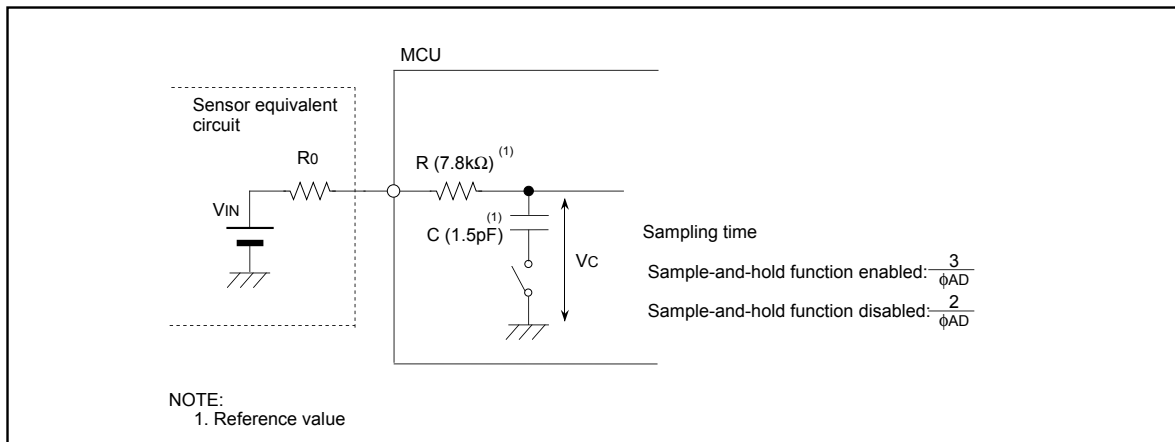 MCU
Sensor equivalent
circuit
R0
R (7.8kΩ) (1)
VIN
C (1.5pF) (1)
VC
Sampling time
Sample-and-hold function enabled: 3/ϕAD
Sample-and-hold function disabled: 2/ϕAD
NOTE:
1. Reference value